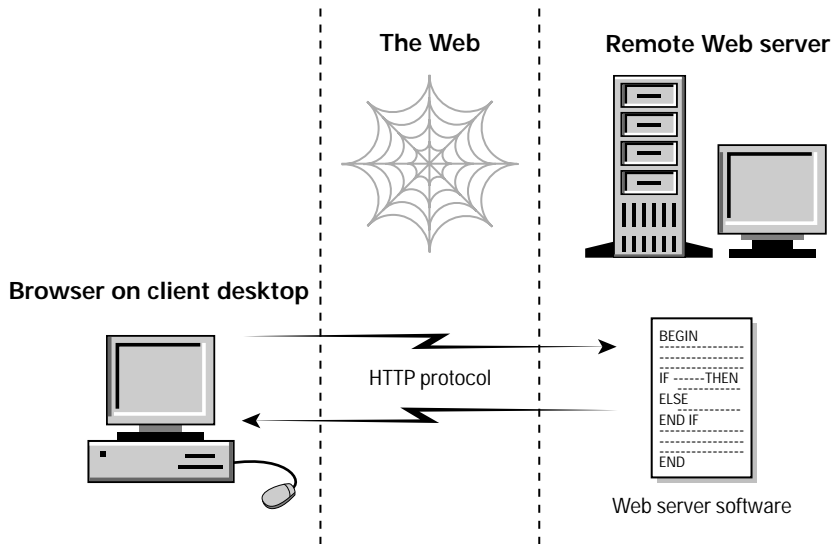 The Web
Remote Web server
Browser on client desktop
HTTP protocol
BEGIN
IF ------THEN
ELSE
END IF
END
Web server software